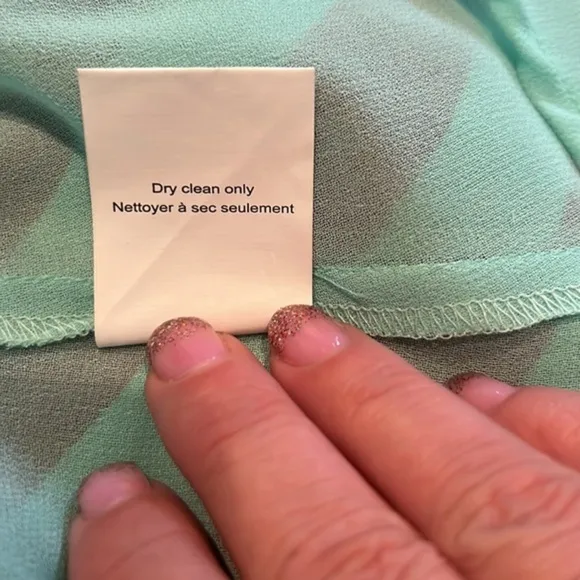 Dry clean only
Nettoyer à sec seulement